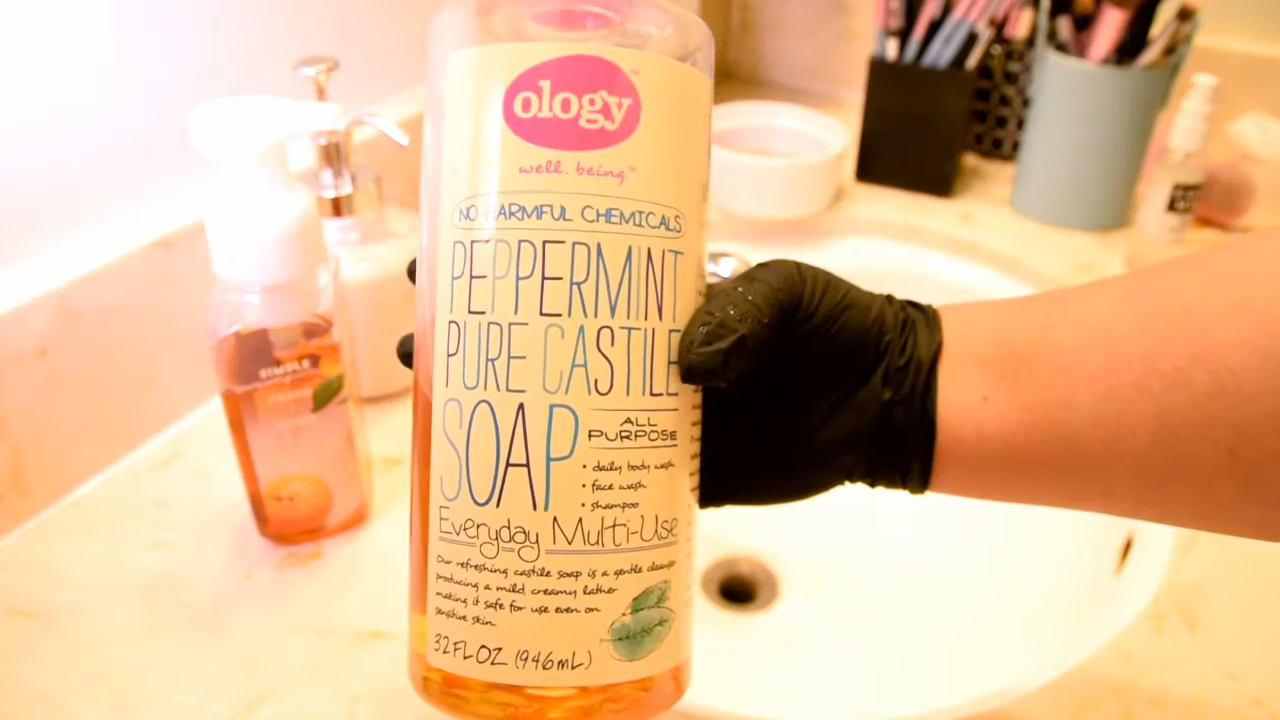 ology
well.being™
NO HARMFUL CHEMICALS
PEPPERMINT
PURE CASTILE
SOAP
ALL
PURPOSE
• daily body wash
• face wash
• shampoo
Everyday Multi-Use
Our refreshing castile soap is a gentle cleanser
producing a mild creamy lather
making it safe for use even on
sensitive skin.
32FL OZ (946mL)
SIMPLE